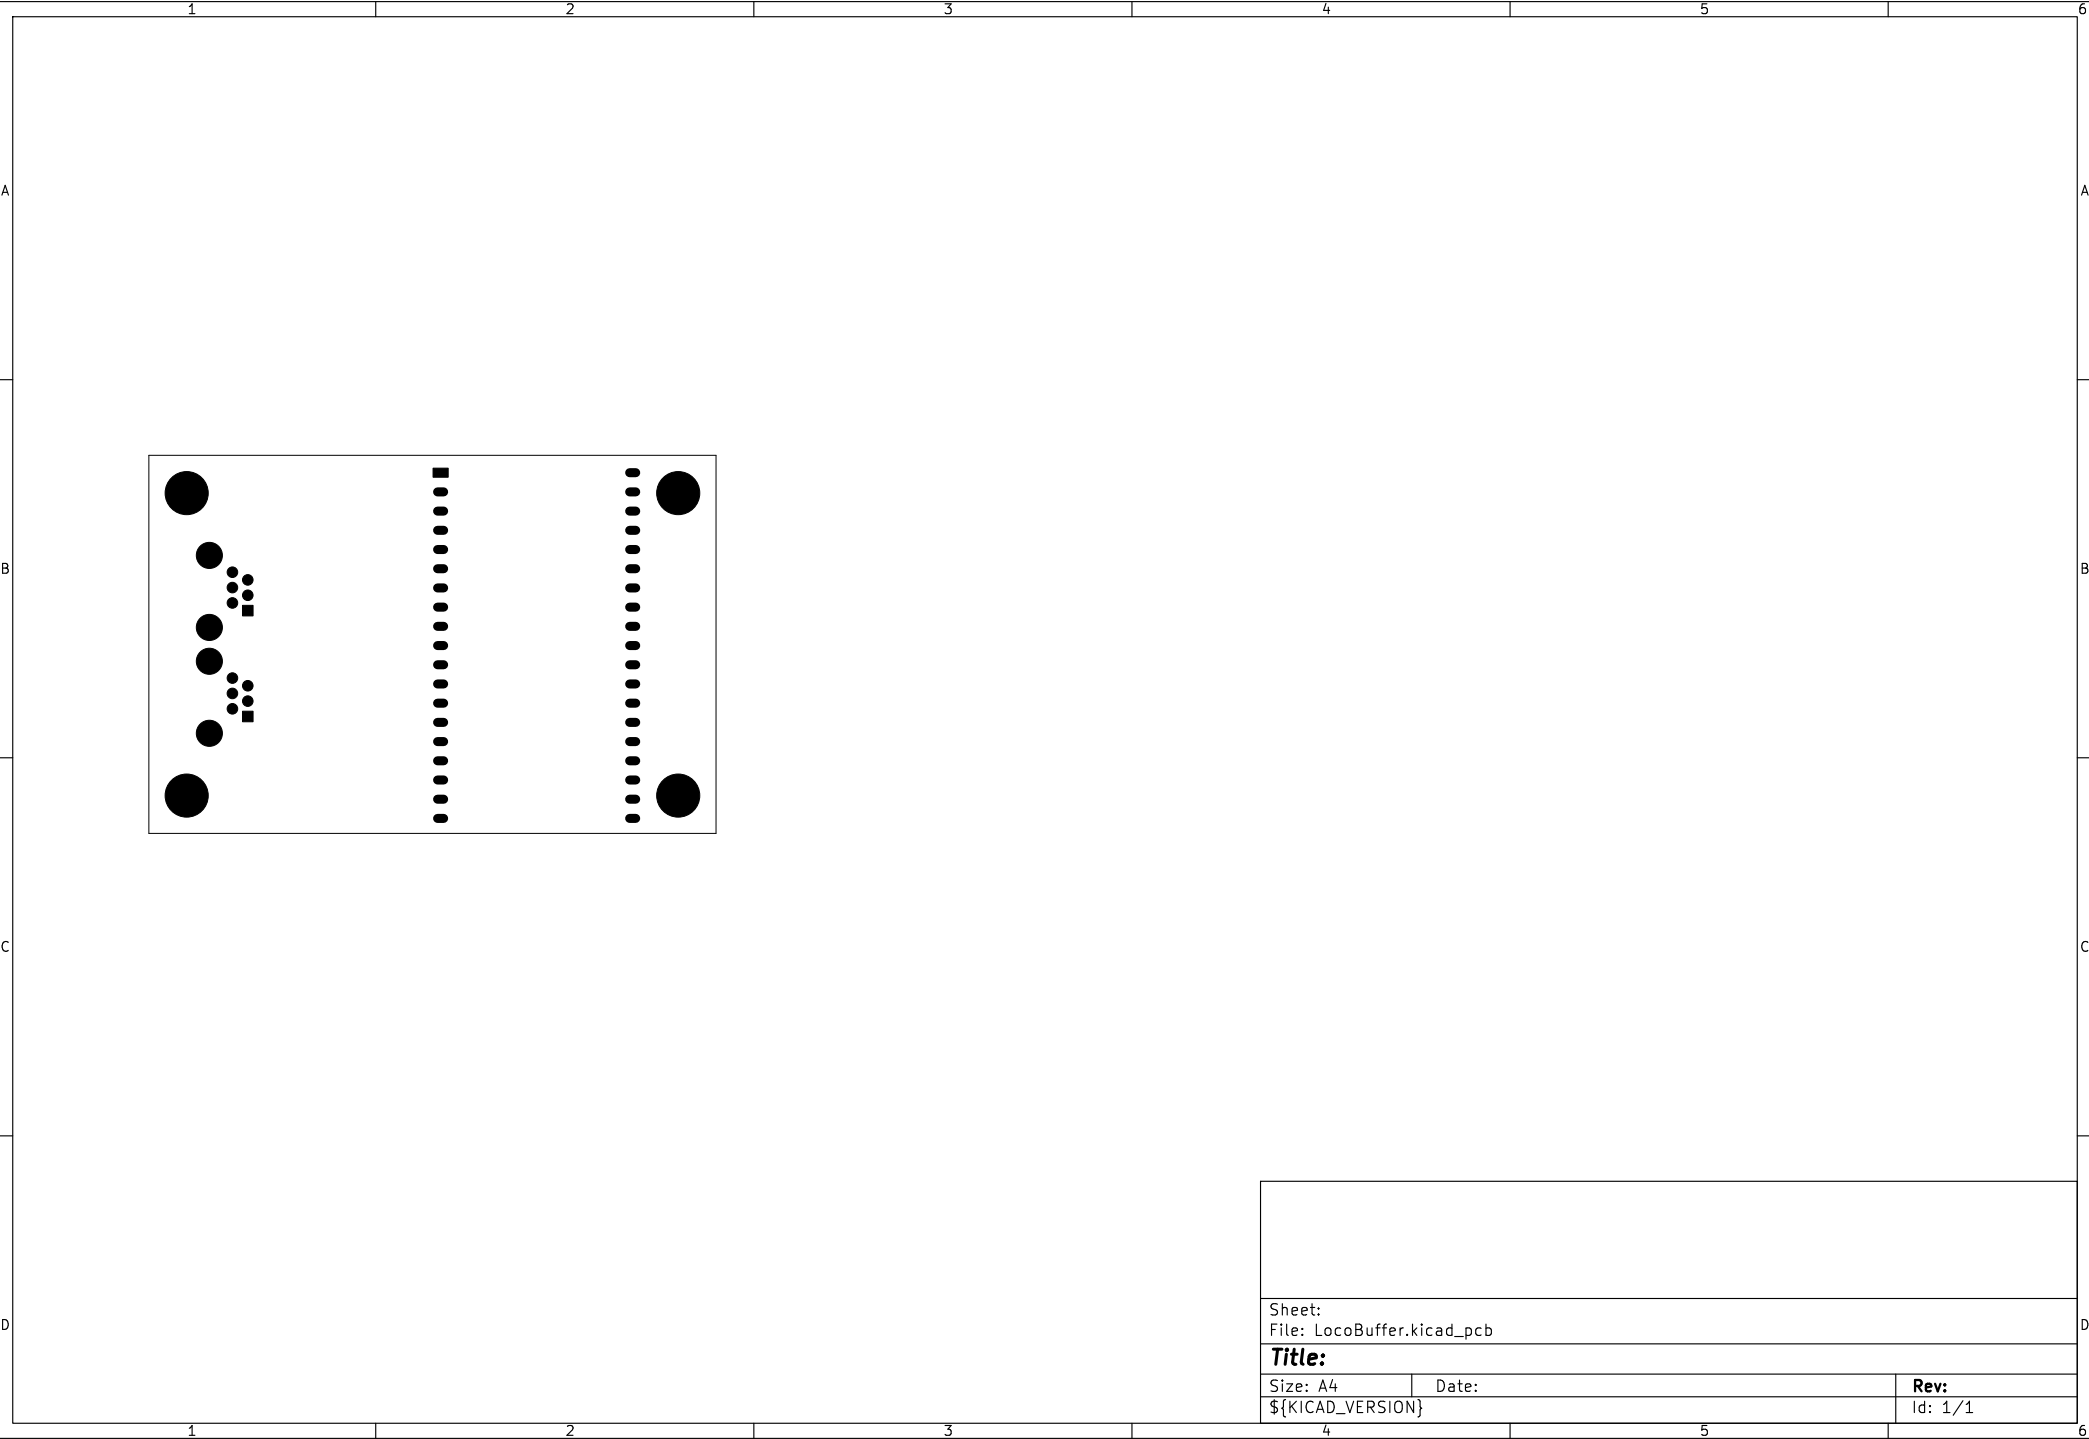 1 2 3 4 5 6
A A
B B
C C
Sheet:
File: LocoBuffer.kicad_pcb
D D
Title:
Size: A4 Date: Rev:
${KICAD_VERSION} Id: 1/1
1 2 3 4 5 6